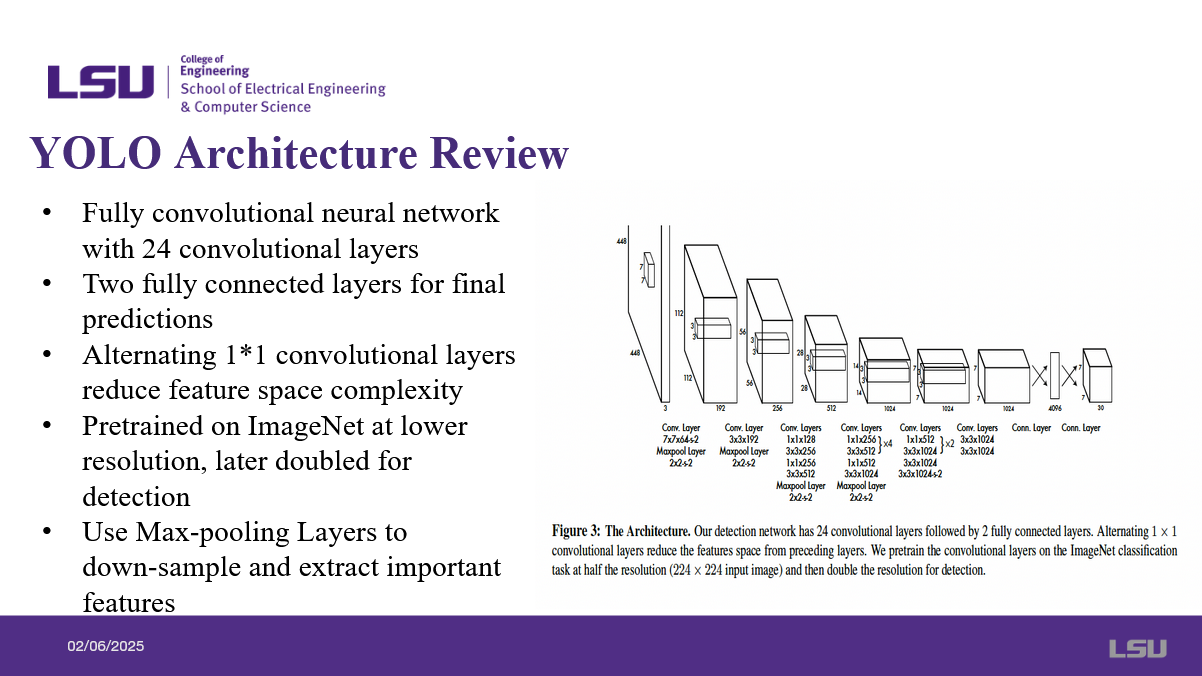 LSU
College of
Engineering
School of Electrical Engineering
& Computer Science
YOLO Architecture Review
• Fully convolutional neural network
with 24 convolutional layers
• Two fully connected layers for final
predictions
• Alternating 1*1 convolutional layers
reduce feature space complexity
• Pretrained on ImageNet at lower
resolution, later doubled for
detection
• Use Max-pooling Layers to
down-sample and extract important
features
448
448
7
7
3
112
112
3
3
192
56
56
3
3
256
28
28
3
3
512
14
14
3
3
1024
7
7
3
3
1024
7
7
1024
4096
7
7
30
Conv. Layer
7x7x64-s-2
Maxpool Layer
2x2-s-2
Conv. Layer
3x3x192
Maxpool Layer
2x2-s-2
Conv. Layers
1x1x128
3x3x256
1x1x256
3x3x512
Maxpool Layer
2x2-s-2
Conv. Layers
1x1x256
3x3x512
}×4
1x1x512
3x3x1024
Maxpool Layer
2x2-s-2
Conv. Layers
1x1x512
3x3x1024
}×2
3x3x1024
3x3x1024-s-2
Conv. Layers
3x3x1024
3x3x1024
Conn. Layer
Conn. Layer
Figure 3: The Architecture. Our detection network has 24 convolutional layers followed by 2 fully connected layers. Alternating 1 × 1
convolutional layers reduce the features space from preceding layers. We pretrain the convolutional layers on the ImageNet classification
task at half the resolution (224 × 224 input image) and then double the resolution for detection.
02/06/2025
LSU